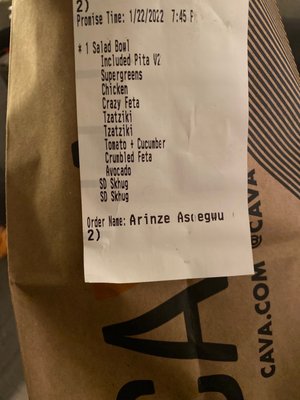 2)
Promise Time: 1/22/2022 7:45 P
* 1 Salad Bowl
Included Pita V2
Supergreens
Chicken
Crazy Feta
Tzatziki
Tzatziki
Tomato + Cucumber
Crumbled Feta
Avocado
SD Skhug
SD Skhug
Order Name: Arinze
2)
CAVA.COM @CAVA
CA